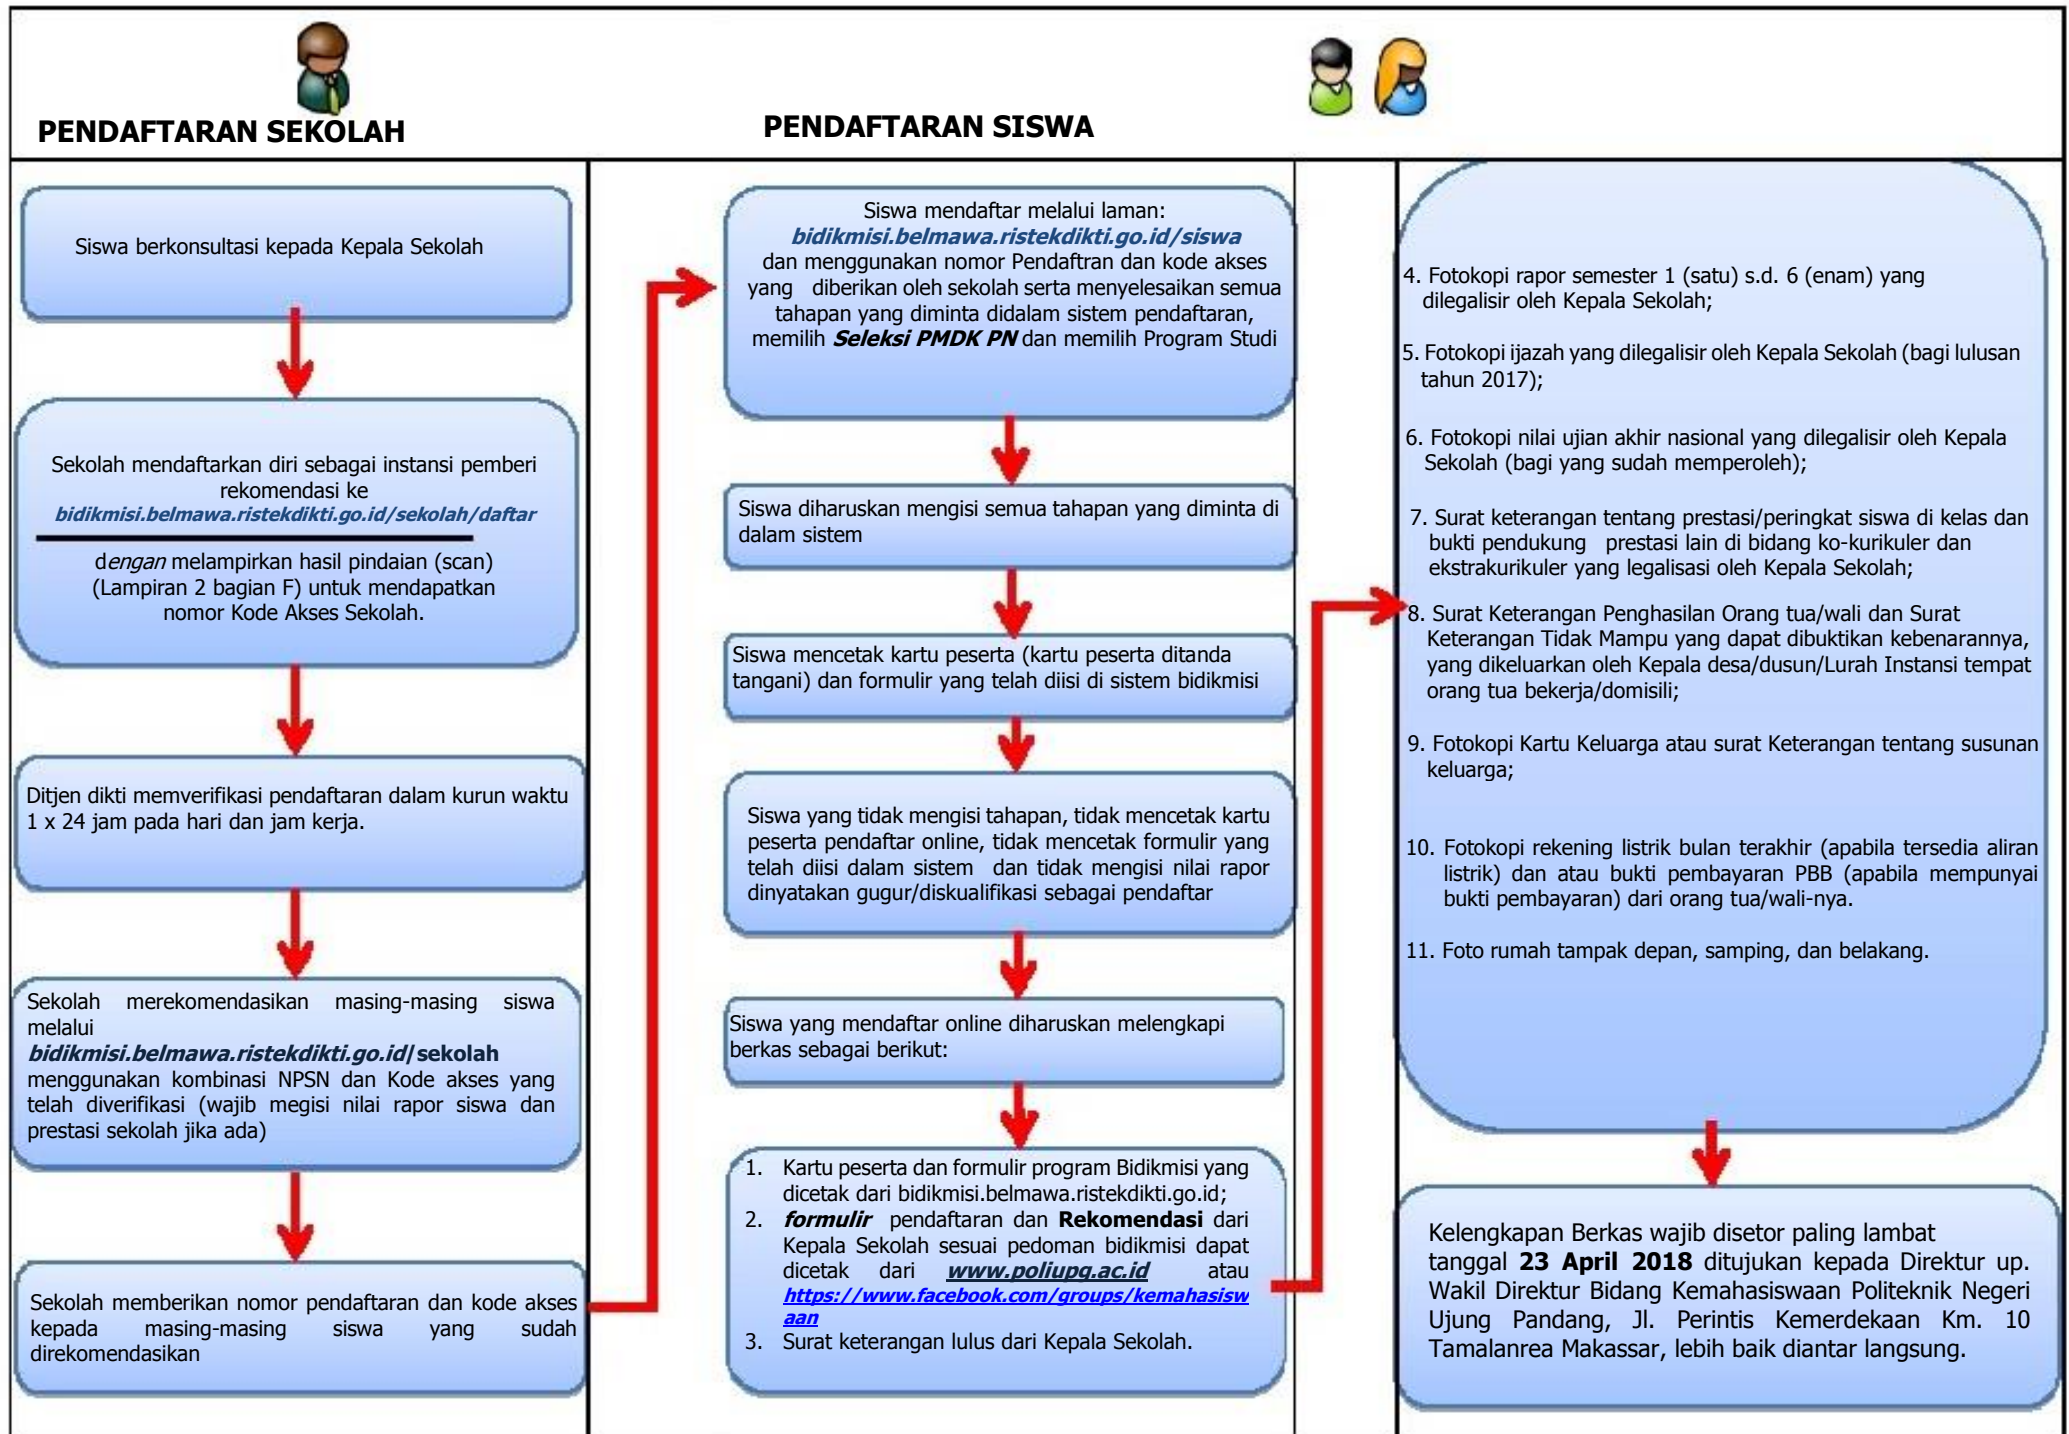 PENDAFTARAN SEKOLAH
PENDAFTARAN SISWA
Siswa berkonsultasi kepada Kepala Sekolah
Sekolah mendaftarkan diri sebagai instansi pemberi
rekomendasi ke
bidikmisi.belmawa.ristekdikti.go.id/sekolah/daftar
dengan melampirkan hasil pindaian (scan)
(Lampiran 2 bagian F) untuk mendapatkan
nomor Kode Akses Sekolah.
Ditjen dikti memverifikasi pendaftaran dalam kurun waktu
1 x 24 jam pada hari dan jam kerja.
Sekolah merekomendasikan masing-masing siswa
melalui
bidikmisi.belmawa.ristekdikti.go.id/sekolah
menggunakan kombinasi NPSN dan Kode akses yang
telah diverifikasi (wajib megisi nilai rapor siswa dan
prestasi sekolah jika ada)
Sekolah memberikan nomor pendaftaran dan kode akses
kepada masing-masing siswa yang sudah
direkomendasikan
Siswa mendaftar melalui laman:
bidikmisi.belmawa.ristekdikti.go.id/siswa
dan menggunakan nomor Pendaftran dan kode akses
yang diberikan oleh sekolah serta menyelesaikan semua
tahapan yang diminta didalam sistem pendaftaran,
memilih Seleksi PMDK PN dan memilih Program Studi
Siswa diharuskan mengisi semua tahapan yang diminta di
dalam sistem
Siswa mencetak kartu peserta (kartu peserta ditanda
tangani) dan formulir yang telah diisi di sistem bidikmisi
Siswa yang tidak mengisi tahapan, tidak mencetak kartu
peserta pendaftar online, tidak mencetak formulir yang
telah diisi dalam sistem dan tidak mengisi nilai rapor
dinyatakan gugur/diskualifikasi sebagai pendaftar
Siswa yang mendaftar online diharuskan melengkapi
berkas sebagai berikut:
1. Kartu peserta dan formulir program Bidikmisi yang
dicetak dari bidikmisi.belmawa.ristekdikti.go.id;
2. formulir pendaftaran dan Rekomendasi dari
Kepala Sekolah sesuai pedoman bidikmisi dapat
dicetak dari www.poliupg.ac.id atau
https://www.facebook.com/groups/kemahasisw
aan
3. Surat keterangan lulus dari Kepala Sekolah.
4. Fotokopi rapor semester 1 (satu) s.d. 6 (enam) yang
dilegalisir oleh Kepala Sekolah;
5. Fotokopi ijazah yang dilegalisir oleh Kepala Sekolah (bagi lulusan
tahun 2017);
6. Fotokopi nilai ujian akhir nasional yang dilegalisir oleh Kepala
Sekolah (bagi yang sudah memperoleh);
7. Surat keterangan tentang prestasi/peringkat siswa di kelas dan
bukti pendukung prestasi lain di bidang ko-kurikuler dan
ekstrakurikuler yang legalisasi oleh Kepala Sekolah;
8. Surat Keterangan Penghasilan Orang tua/wali dan Surat
Keterangan Tidak Mampu yang dapat dibuktikan kebenarannya,
yang dikeluarkan oleh Kepala desa/dusun/Lurah Instansi tempat
orang tua bekerja/domisili;
9. Fotokopi Kartu Keluarga atau surat Keterangan tentang susunan
keluarga;
10. Fotokopi rekening listrik bulan terakhir (apabila tersedia aliran
listrik) dan atau bukti pembayaran PBB (apabila mempunyai
bukti pembayaran) dari orang tua/wali-nya.
11. Foto rumah tampak depan, samping, dan belakang.
Kelengkapan Berkas wajib disetor paling lambat
tanggal 23 April 2018 ditujukan kepada Direktur up.
Wakil Direktur Bidang Kemahasiswaan Politeknik Negeri
Ujung Pandang, Jl. Perintis Kemerdekaan Km. 10
Tamalanrea Makassar, lebih baik diantar langsung.